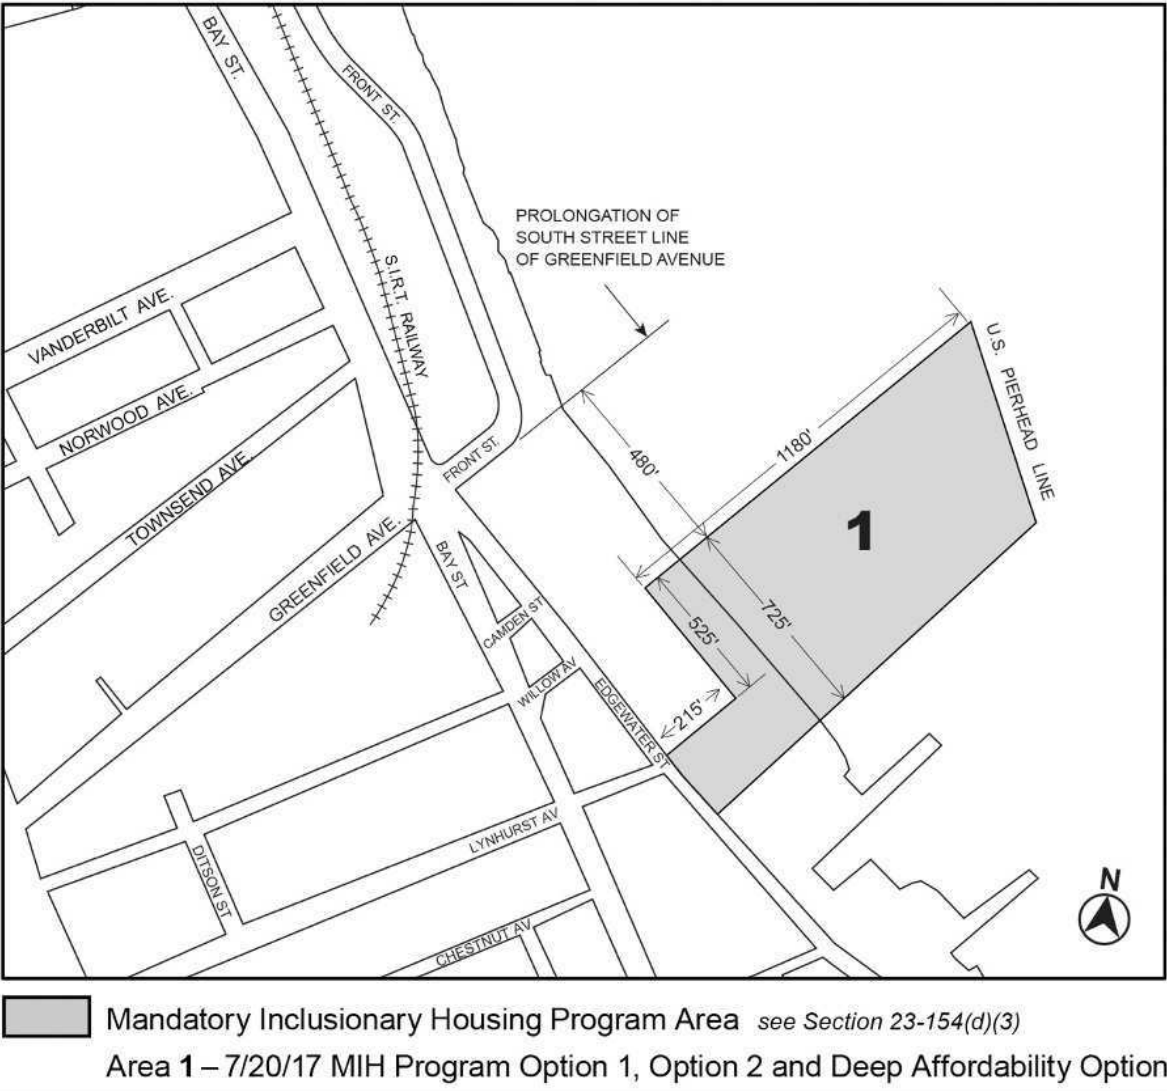 BAY ST.
FRONT ST.
PROLONGATION OF
SOUTH STREET LINE
OF GREENFIELD AVENUE
S.I.R.T. RAILWAY
VANDERBILT AVE.
U.S. PIERHEAD LINE
NORWOOD AVE.
1180'
FRONT ST.
480'
TOWNSEND AVE.
1
GREENFIELD AVE.
BAY ST
CAMDEN ST
525'
725'
WILLOW AV
EDGEWATER ST
215'
LYNHURST AV
DITSON ST
CHESTNUT AV
N
Mandatory Inclusionary Housing Program Area see Section 23-154(d)(3)
Area 1 – 7/20/17 MIH Program Option 1, Option 2 and Deep Affordability Option